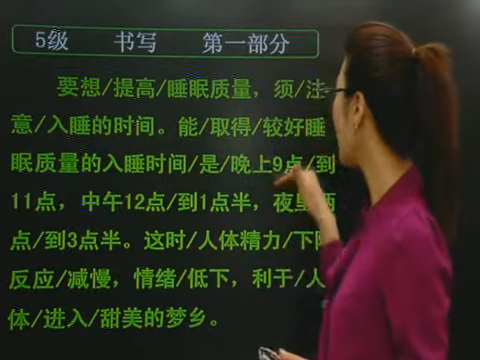 5级 书写 第一部分
要想/提高/睡眠质量，须/注
意/入睡的时间。能/取得/较好睡
眠质量的入睡时间/是/晚上9点/到
11点，中午12点/到1点半，夜里两
点/到3点半。这时/人体精力/下降
反应/减慢，情绪/低下，利于/人
体/进入/甜美的梦乡。